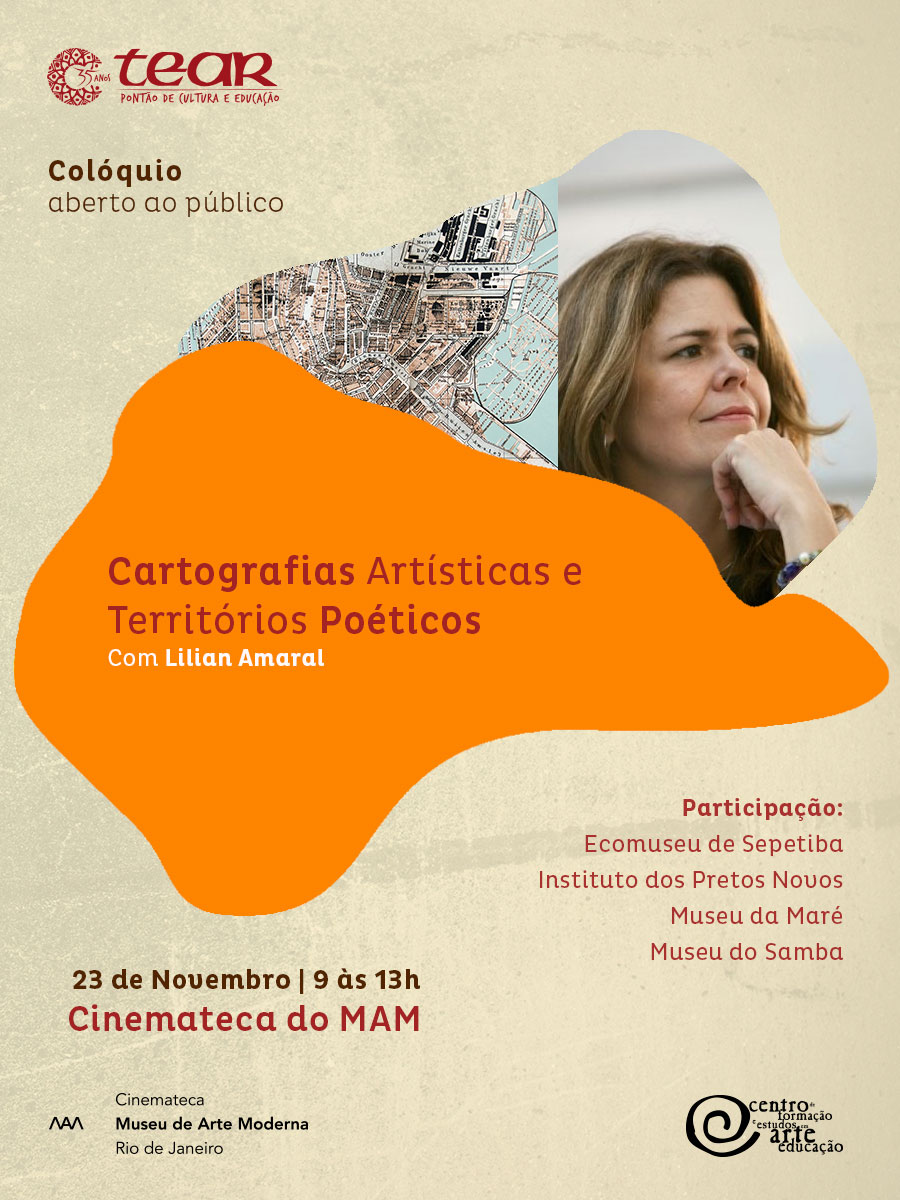 35 ANOS
tear
PONTÃO DE CULTURA E EDUCAÇÃO
Colóquio
aberto ao público
Nieuwe Vaart
Cartografias Artísticas e
Territórios Poéticos
Com Lilian Amaral
Participação:
Ecomuseu de Sepetiba
Instituto dos Pretos Novos
Museu da Maré
Museu do Samba
23 de Novembro | 9 às 13h
Cinemateca do MAM
Cinemateca
Museu de Arte Moderna
Rio de Janeiro
centro de
formação
e estudos em
arte
educação